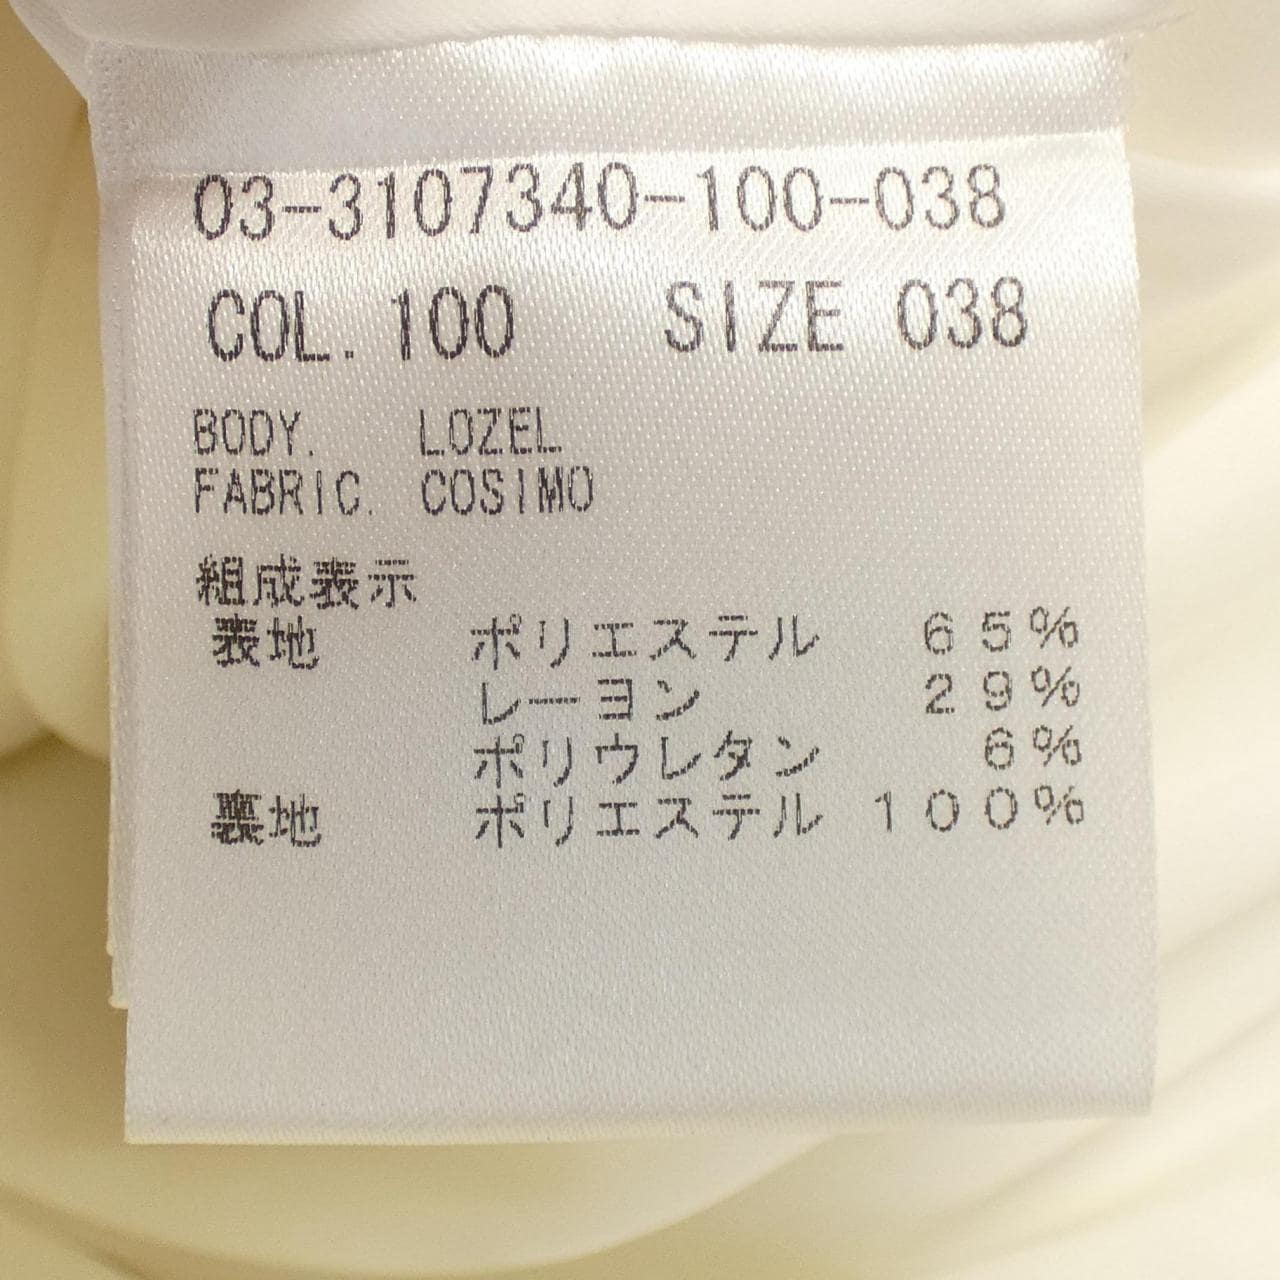 03-3107340-100-038
COL.100 SIZE 038
BODY. LOZEL
FABRIC. COSIMO
組成表示
表地 ポリエステル 65%
レーヨン 29%
ポリウレタン 6%
裏地 ポリエステル 100%